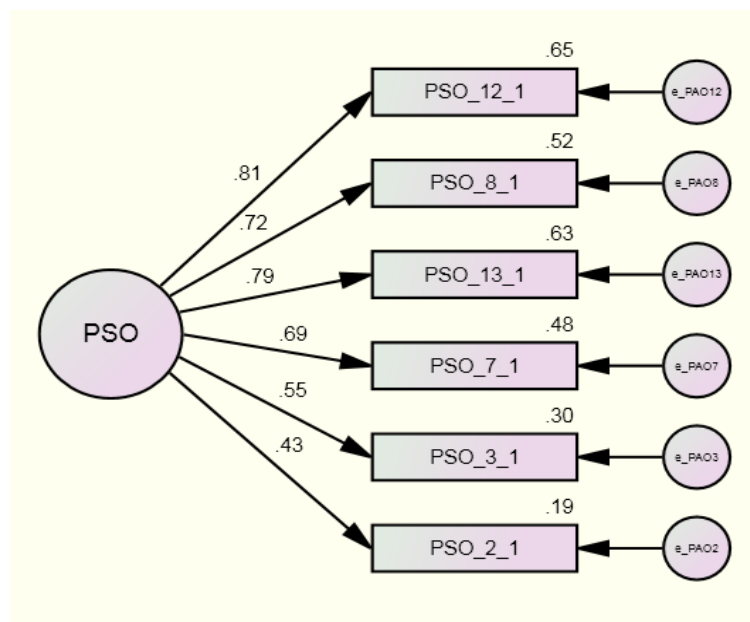 .65
PSO_12_1
e_PAO12
.81
.52
PSO_8_1
e_PAO8
.72
.63
PSO_13_1
e_PAO13
.79
PSO
.69
.48
PSO_7_1
e_PAO7
.55
.30
PSO_3_1
e_PAO3
.43
.19
PSO_2_1
e_PAO2